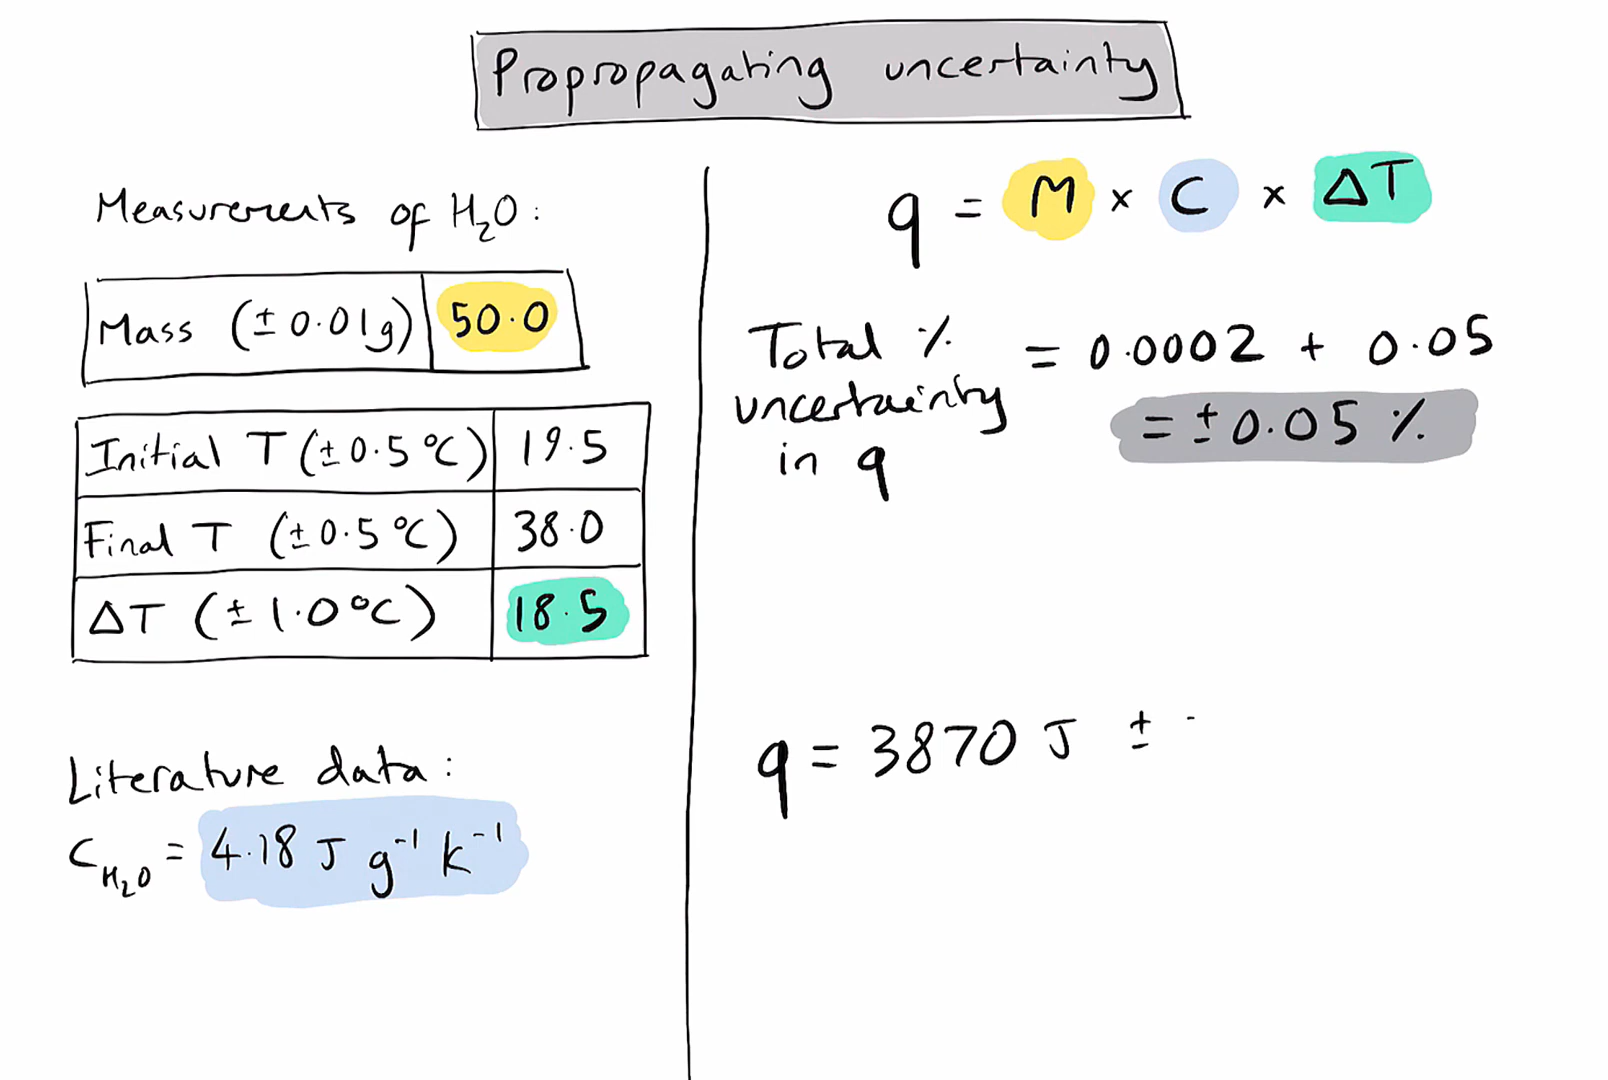 Propropagating uncertainty
Measurements of H₂O :
Mass (± 0.01g) 50.0
Initial T (± 0.5 °C) 19.5
Final T (± 0.5 °C) 38.0
ΔT (± 1.0 °C) 18.5
Literature data :
C H₂O = 4.18 J g⁻¹ K⁻¹
q = M × C × ΔT
Total % = 0.0002 + 0.05
uncertainty
in q
= ± 0.05 %
q = 3870 J ±